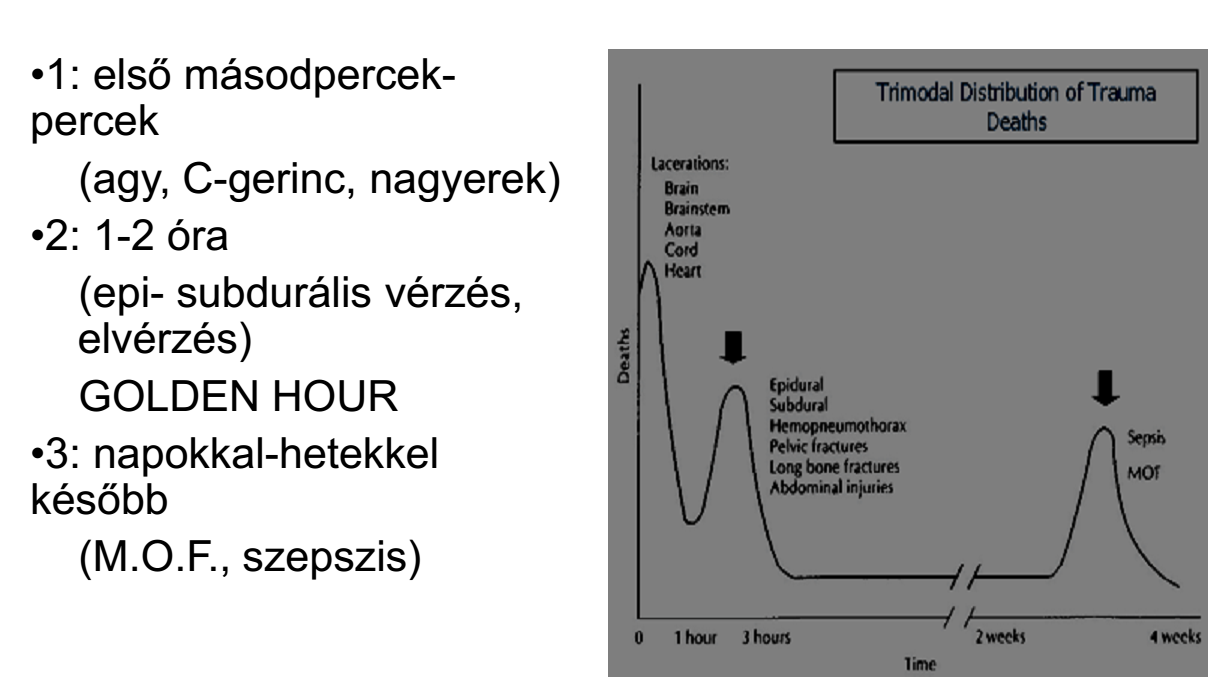 •1: első másodpercek-
percek
(agy, C-gerinc, nagyerek)
•2: 1-2 óra
(epi- subdurális vérzés,
elvérzés)
GOLDEN HOUR
•3: napokkal-hetekkel
később
(M.O.F., szepszis)
Trimodal Distribution of Trauma
Deaths
Lacerations:
Brain
Brainstem
Aorta
Cord
Heart
Deaths
Epidural
Subdural
Hemopneumothorax
Pelvic fractures
Long bone fractures
Abdominal injuries
Sepsis
MOF
0
1 hour
3 hours
2 weeks
4 weeks
Time